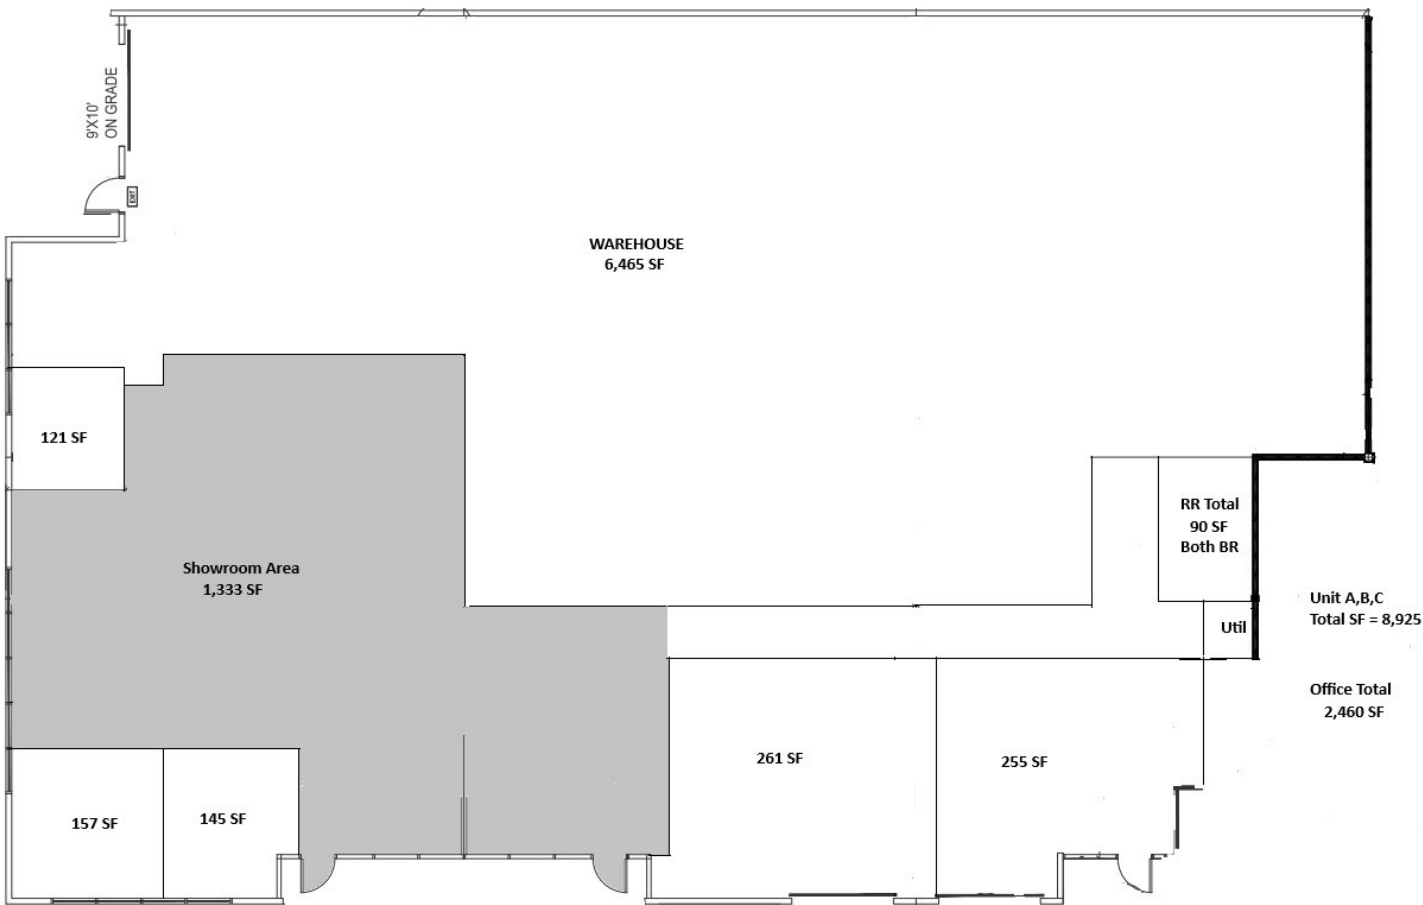 9'X10'
ON GRADE
EXIT
WAREHOUSE
6,465 SF
121 SF
Showroom Area
1,333 SF
RR Total
90 SF
Both BR
Util
Unit A,B,C
Total SF = 8,925
Office Total
2,460 SF
261 SF
255 SF
157 SF
145 SF